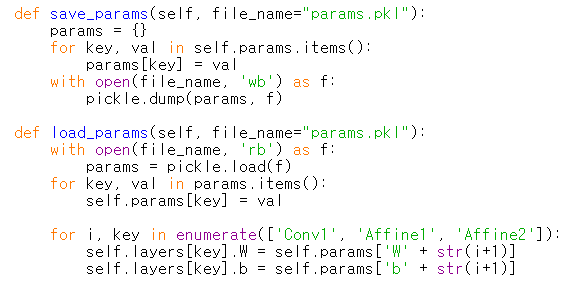 def save_params(self, file_name="params.pkl"):
    params = {}
    for key, val in self.params.items():
        params[key] = val
    with open(file_name, 'wb') as f:
        pickle.dump(params, f)

def load_params(self, file_name="params.pkl"):
    with open(file_name, 'rb') as f:
        params = pickle.load(f)
    for key, val in params.items():
        self.params[key] = val

    for i, key in enumerate(['Conv1', 'Affine1', 'Affine2']):
        self.layers[key].W = self.params['W' + str(i+1)]
        self.layers[key].b = self.params['b' + str(i+1)]